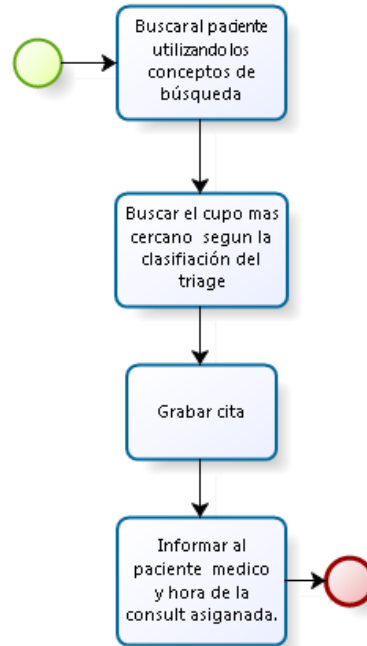 Buscar al paciente
utilizando los
conceptos de
búsqueda
Buscar el cupo mas
cercano segun la
clasifiación del
triage
Grabar cita
Informar al
paciente medico
y hora de la
consult asiganada.